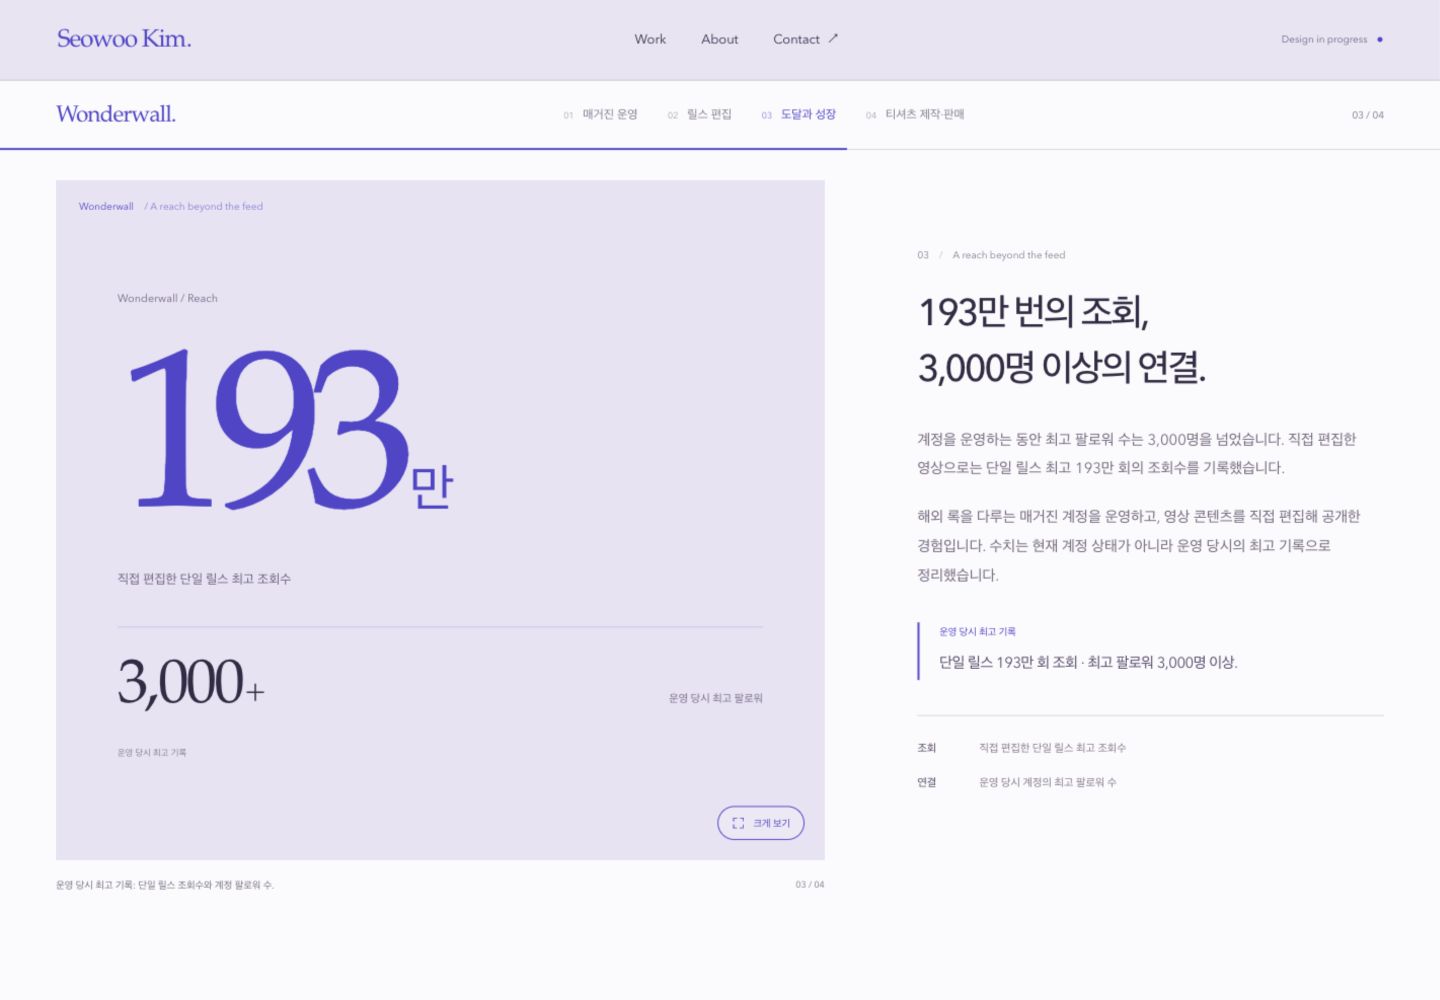 Seowoo Kim.
Work About Contact ↗
Design in progress
Wonderwall.
01 매거진 운영 02 릴스 편집 03 도달과 성장 04 티셔츠 제작·판매
03 / 04
Wonderwall / A reach beyond the feed
Wonderwall / Reach
193만
직접 편집한 단일 릴스 최고 조회수
3,000+
운영 당시 최고 팔로워
운영 당시 최고 기록
크게 보기
운영 당시 최고 기록: 단일 릴스 조회수와 계정 팔로워 수.
03 / 04
03 / A reach beyond the feed
193만 번의 조회,
3,000명 이상의 연결.
계정을 운영하는 동안 최고 팔로워 수는 3,000명을 넘었습니다. 직접 편집한
영상으로는 단일 릴스 최고 193만 회의 조회수를 기록했습니다.
해외 록을 다루는 매거진 계정을 운영하고, 영상 콘텐츠를 직접 편집해 공개한
경험입니다. 수치는 현재 계정 상태가 아니라 운영 당시의 최고 기록으로
정리했습니다.
운영 당시 최고 기록
단일 릴스 193만 회 조회 · 최고 팔로워 3,000명 이상.
조회 직접 편집한 단일 릴스 최고 조회수
연결 운영 당시 계정의 최고 팔로워 수